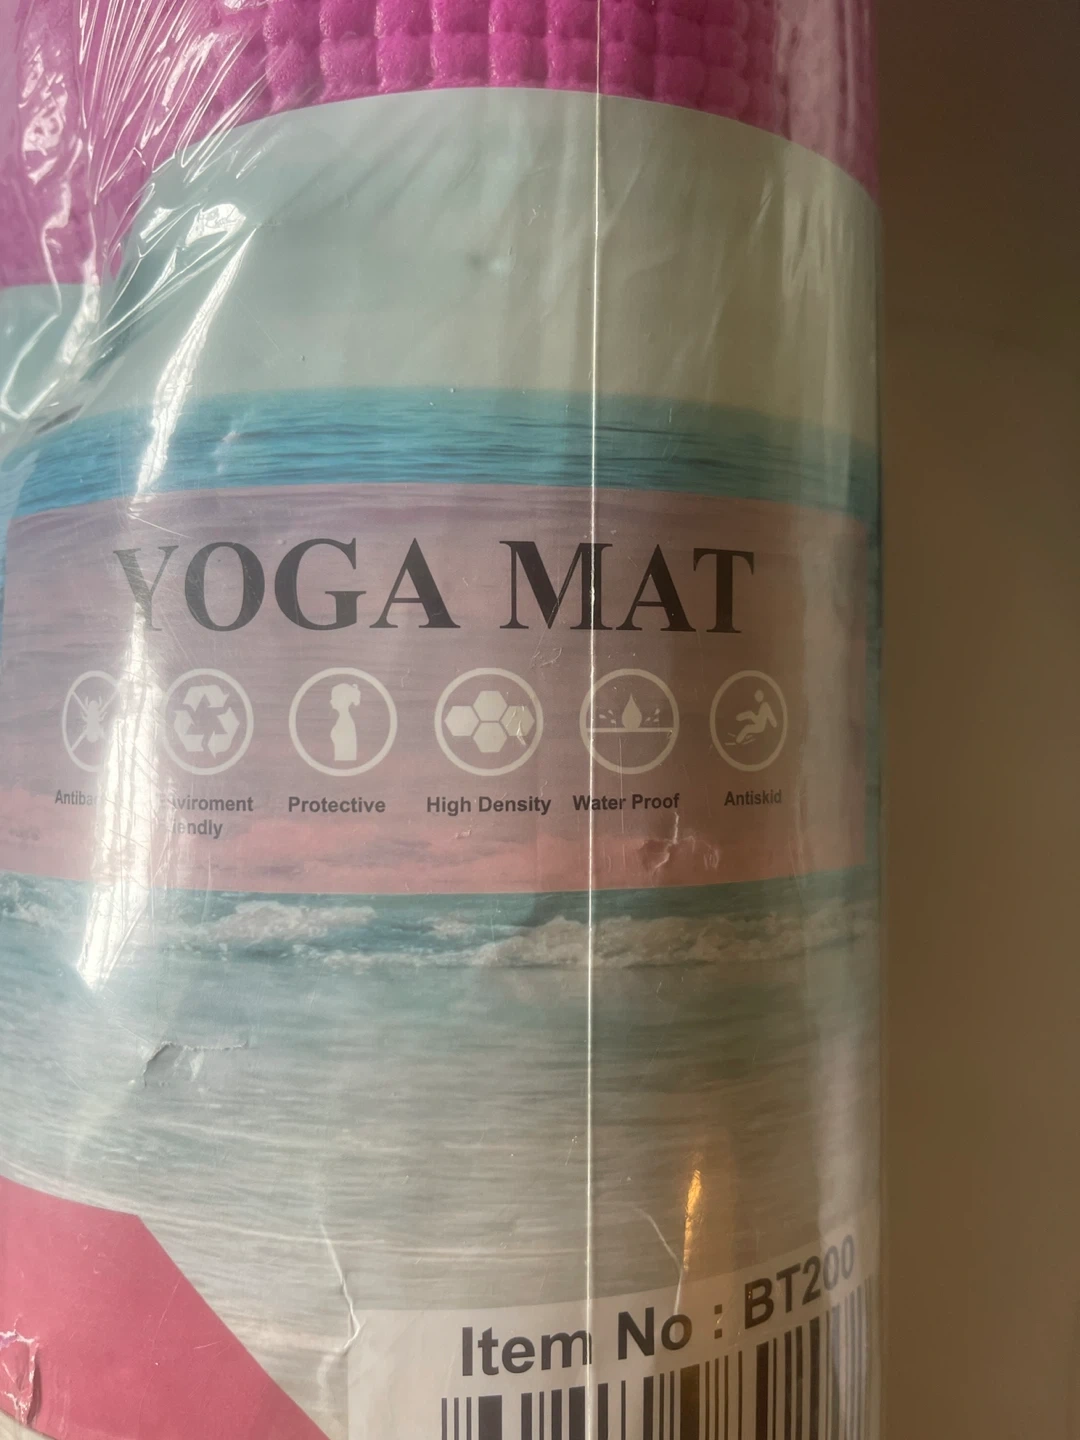 YOGA MAT
Protective High Density Water Proof Antiskid
Item No : BT200